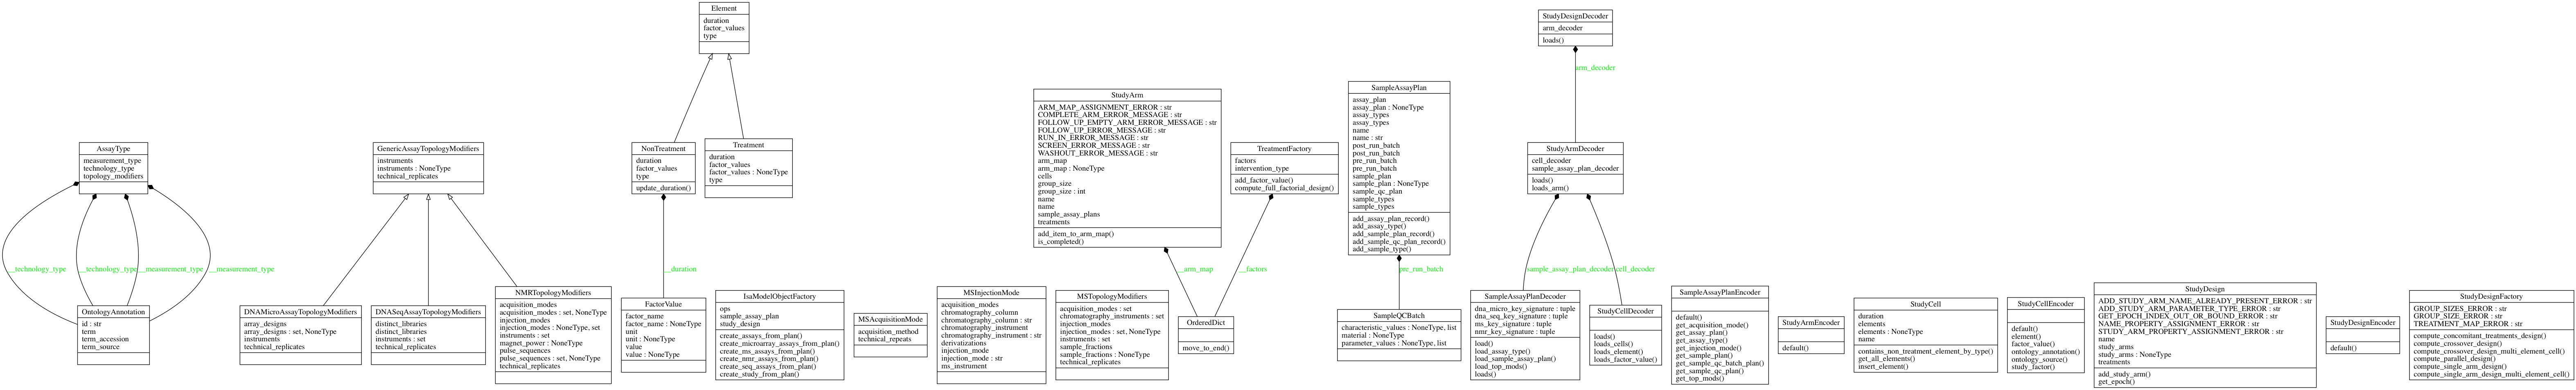 Element
duration
factor_values
type
StudyDesignDecoder
arm_decoder
loads()
arm_decoder
StudyArm
ARM_MAP_ASSIGNMENT_ERROR : str
COMPLETE_ARM_ERROR_MESSAGE : str
FOLLOW_UP_EMPTY_ARM_ERROR_MESSAGE : str
FOLLOW_UP_ERROR_MESSAGE : str
RUN_IN_ERROR_MESSAGE : str
SCREEN_ERROR_MESSAGE : str
WASHOUT_ERROR_MESSAGE : str
arm_map
arm_map : NoneType
cells
group_size
group_size : int
name
name
sample_assay_plans
treatments
add_item_to_arm_map()
is_completed()
SampleAssayPlan
assay_plan
assay_plan : NoneType
assay_types
assay_types
name
name : str
post_run_batch
post_run_batch
pre_run_batch
pre_run_batch
sample_plan
sample_plan : NoneType
sample_qc_plan
sample_types
sample_types
add_assay_plan_record()
add_assay_type()
add_sample_plan_record()
add_sample_qc_plan_record()
add_sample_type()
AssayType
measurement_type
technology_type
topology_modifiers
GenericAssayTopologyModifiers
instruments
instruments : NoneType
technical_replicates
NonTreatment
duration
factor_values
type
update_duration()
Treatment
duration
factor_values
factor_values : NoneType
type
TreatmentFactory
factors
intervention_type
add_factor_value()
compute_full_factorial_design()
StudyArmDecoder
cell_decoder
sample_assay_plan_decoder
loads()
loads_arm()
__technology_type
__technology_type
__measurement_type
__measurement_type
__duration
__arm_map
__factors
pre_run_batch
sample_assay_plan_decoder
cell_decoder
OntologyAnnotation
id : str
term
term_accession
term_source
DNAMicroAssayTopologyModifiers
array_designs
array_designs : set, NoneType
instruments
technical_replicates
DNASeqAssayTopologyModifiers
distinct_libraries
distinct_libraries
instruments : set
technical_replicates
NMRTopologyModifiers
acquisition_modes
acquisition_modes : set, NoneType
injection_modes
injection_modes : NoneType, set
instruments : set
magnet_power : NoneType
pulse_sequences
pulse_sequences : set, NoneType
technical_replicates
FactorValue
factor_name
factor_name : NoneType
unit
unit : NoneType
value
value : NoneType
IsaModelObjectFactory
ops
sample_assay_plan
study_design
create_assays_from_plan()
create_microarray_assays_from_plan()
create_ms_assays_from_plan()
create_nmr_assays_from_plan()
create_seq_assays_from_plan()
create_study_from_plan()
MSAcquisitionMode
acquisition_method
technical_repeats
MSInjectionMode
acquisition_modes
chromatography_column
chromatography_column : str
chromatography_instrument
chromatography_instrument : str
derivatizations
injection_mode
injection_mode : str
ms_instrument
MSTopologyModifiers
acquisition_modes : set
chromatography_instruments : set
injection_modes
injection_modes : set, NoneType
instruments : set
sample_fractions
sample_fractions : NoneType
technical_replicates
OrderedDict
move_to_end()
SampleQCBatch
characteristic_values : NoneType, list
material : NoneType
parameter_values : NoneType, list
SampleAssayPlanDecoder
dna_micro_key_signature : tuple
dna_seq_key_signature : tuple
ms_key_signature : tuple
nmr_key_signature : tuple
load()
load_assay_type()
load_sample_assay_plan()
load_top_mods()
loads()
StudyCellDecoder
loads()
loads_cells()
loads_element()
loads_factor_value()
SampleAssayPlanEncoder
default()
get_acquisition_mode()
get_assay_plan()
get_assay_type()
get_injection_mode()
get_sample_plan()
get_sample_qc_batch_plan()
get_sample_qc_plan()
get_top_mods()
StudyArmEncoder
default()
StudyCell
duration
elements
elements : NoneType
name
contains_non_treatment_element_by_type()
get_all_elements()
insert_element()
StudyCellEncoder
default()
element()
factor_value()
ontology_annotation()
ontology_source()
study_factor()
StudyDesign
ADD_STUDY_ARM_NAME_ALREADY_PRESENT_ERROR : str
ADD_STUDY_ARM_PARAMETER_TYPE_ERROR : str
GET_EPOCH_INDEX_OUT_OR_BOUND_ERROR : str
NAME_PROPERTY_ASSIGNMENT_ERROR : str
STUDY_ARM_PROPERTY_ASSIGNMENT_ERROR : str
name
study_arms
study_arms : NoneType
treatments
add_study_arm()
get_epoch()
StudyDesignEncoder
default()
StudyDesignFactory
GROUP_SIZES_ERROR : str
GROUP_SIZE_ERROR : str
TREATMENT_MAP_ERROR : str
compute_concomitant_treatments_design()
compute_crossover_design()
compute_crossover_design_multi_element_cell()
compute_parallel_design()
compute_single_arm_design()
compute_single_arm_design_multi_element_cell()